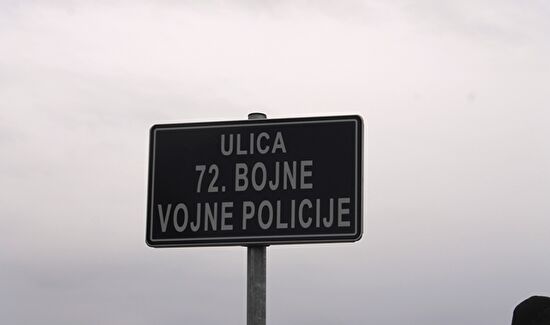 ULICA
72. BOJNE
VOJNE POLICIJE